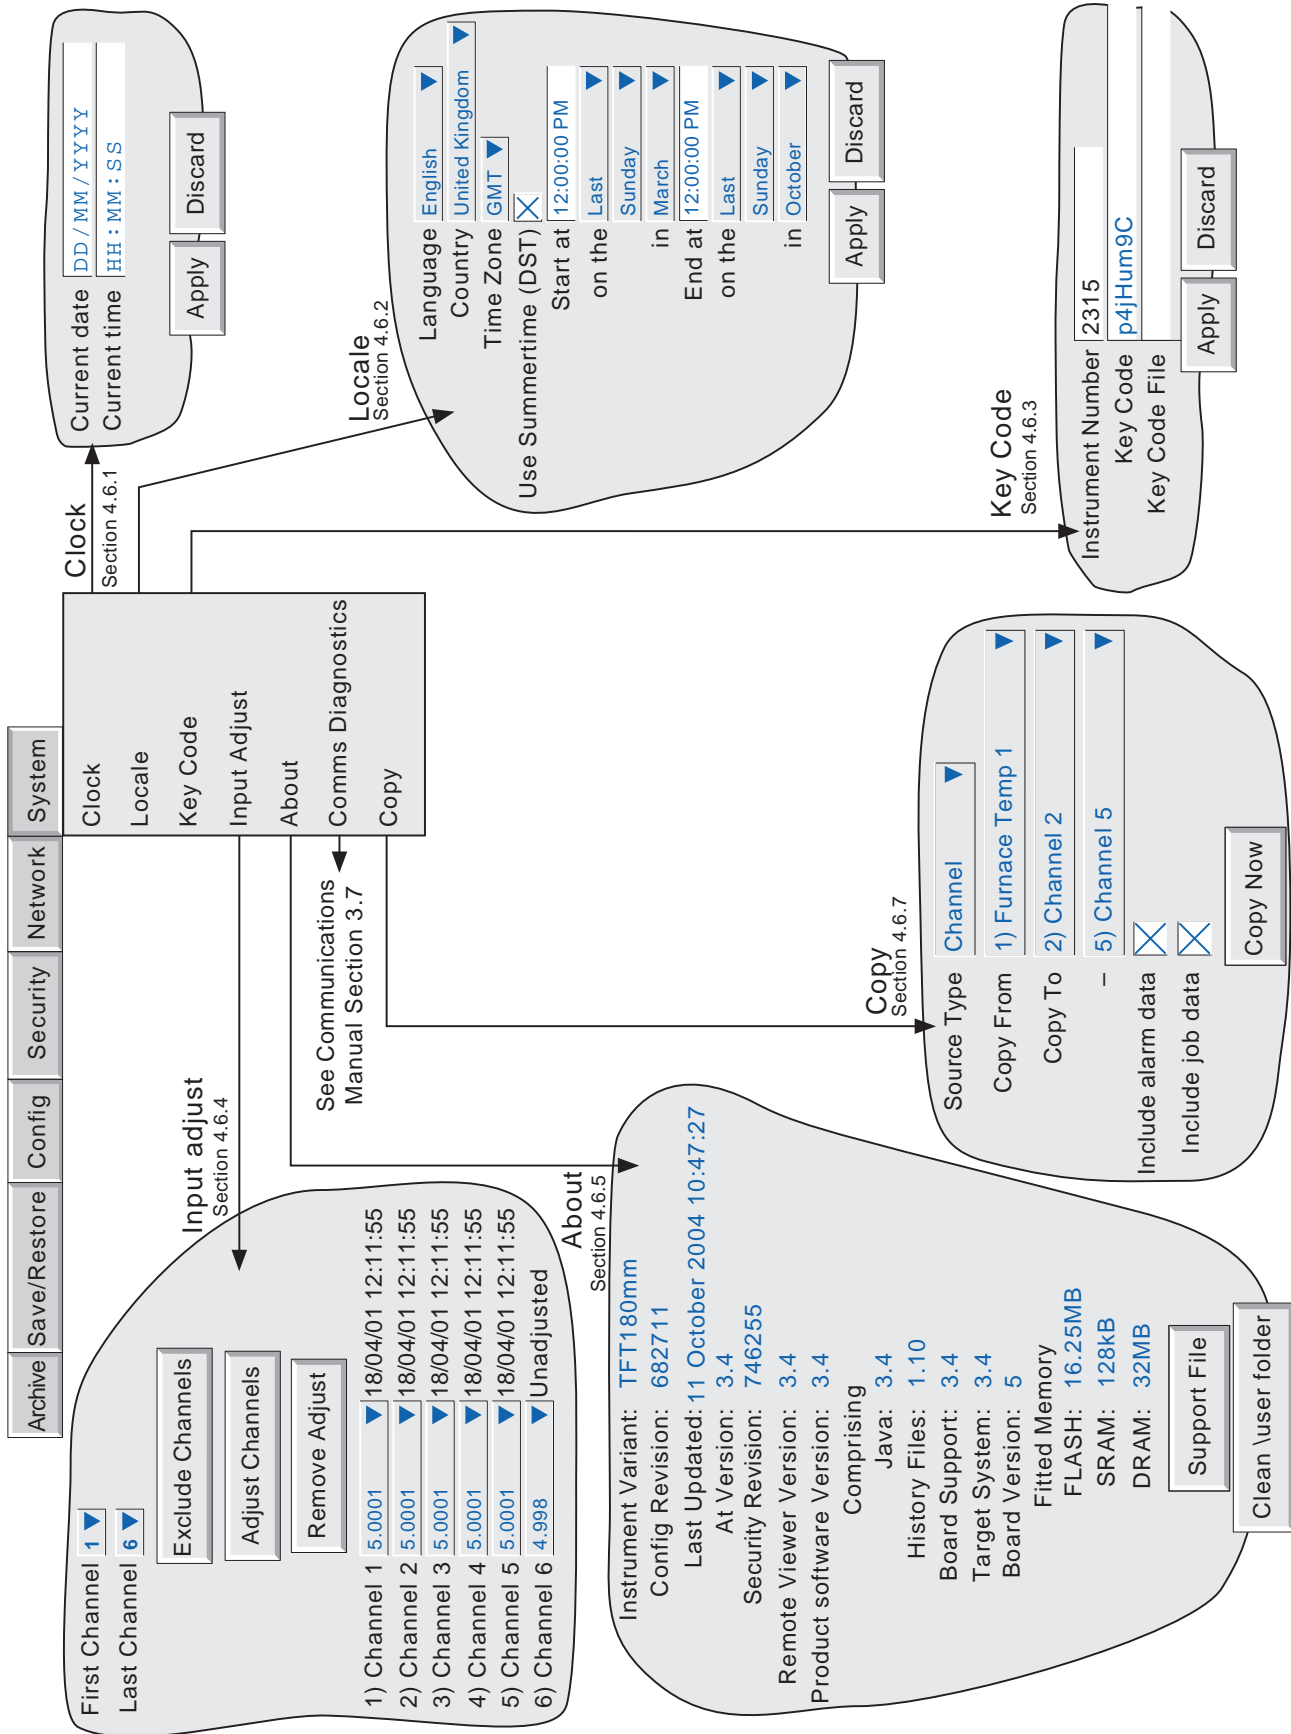 Archive
Save/Restore
Config
Security
Network
System
Clock
Locale
Key Code
Input Adjust
About
Comms Diagnostics
Copy
Clock
Section 4.6.1
Current date DD/MM/YYYY
Current time HH:MM:SS
Apply
Discard
Locale
Section 4.6.2
Language English
Country United Kingdom
Time Zone GMT
Use Summertime (DST)
Start at 12:00:00 PM
on the Last
Sunday
in March
End at 12:00:00 PM
on the Last
Sunday
in October
Apply
Discard
Key Code
Section 4.6.3
Instrument Number 2315
Key Code p4jHum9C
Key Code File
Apply
Discard
Input adjust
Section 4.6.4
First Channel 1
Last Channel 6
Exclude Channels
Adjust Channels
Remove Adjust
1) Channel 1 5.0001 18/04/01 12:11:55
2) Channel 2 5.0001 18/04/01 12:11:55
3) Channel 3 5.0001 18/04/01 12:11:55
4) Channel 4 5.0001 18/04/01 12:11:55
5) Channel 5 5.0001 18/04/01 12:11:55
6) Channel 6 4.998 Unadjusted
See Communications
Manual Section 3.7
About
Section 4.6.5
Instrument Variant: TFT180mm
Config Revision: 682711
Last Updated: 11 October 2004 10:47:27
At Version: 3.4
Security Revision: 746255
Remote Viewer Version: 3.4
Product software Version: 3.4
Comprising
Java: 3.4
History Files: 1.10
Board Support: 3.4
Target System: 3.4
Board Version: 5
Fitted Memory
FLASH: 16.25MB
SRAM: 128kB
DRAM: 32MB
Support File
Clean \user folder
Copy
Section 4.6.7
Source Type Channel
Copy From 1) Furnace Temp 1
Copy To 2) Channel 2
– 5) Channel 5
Include alarm data
Include job data
Copy Now